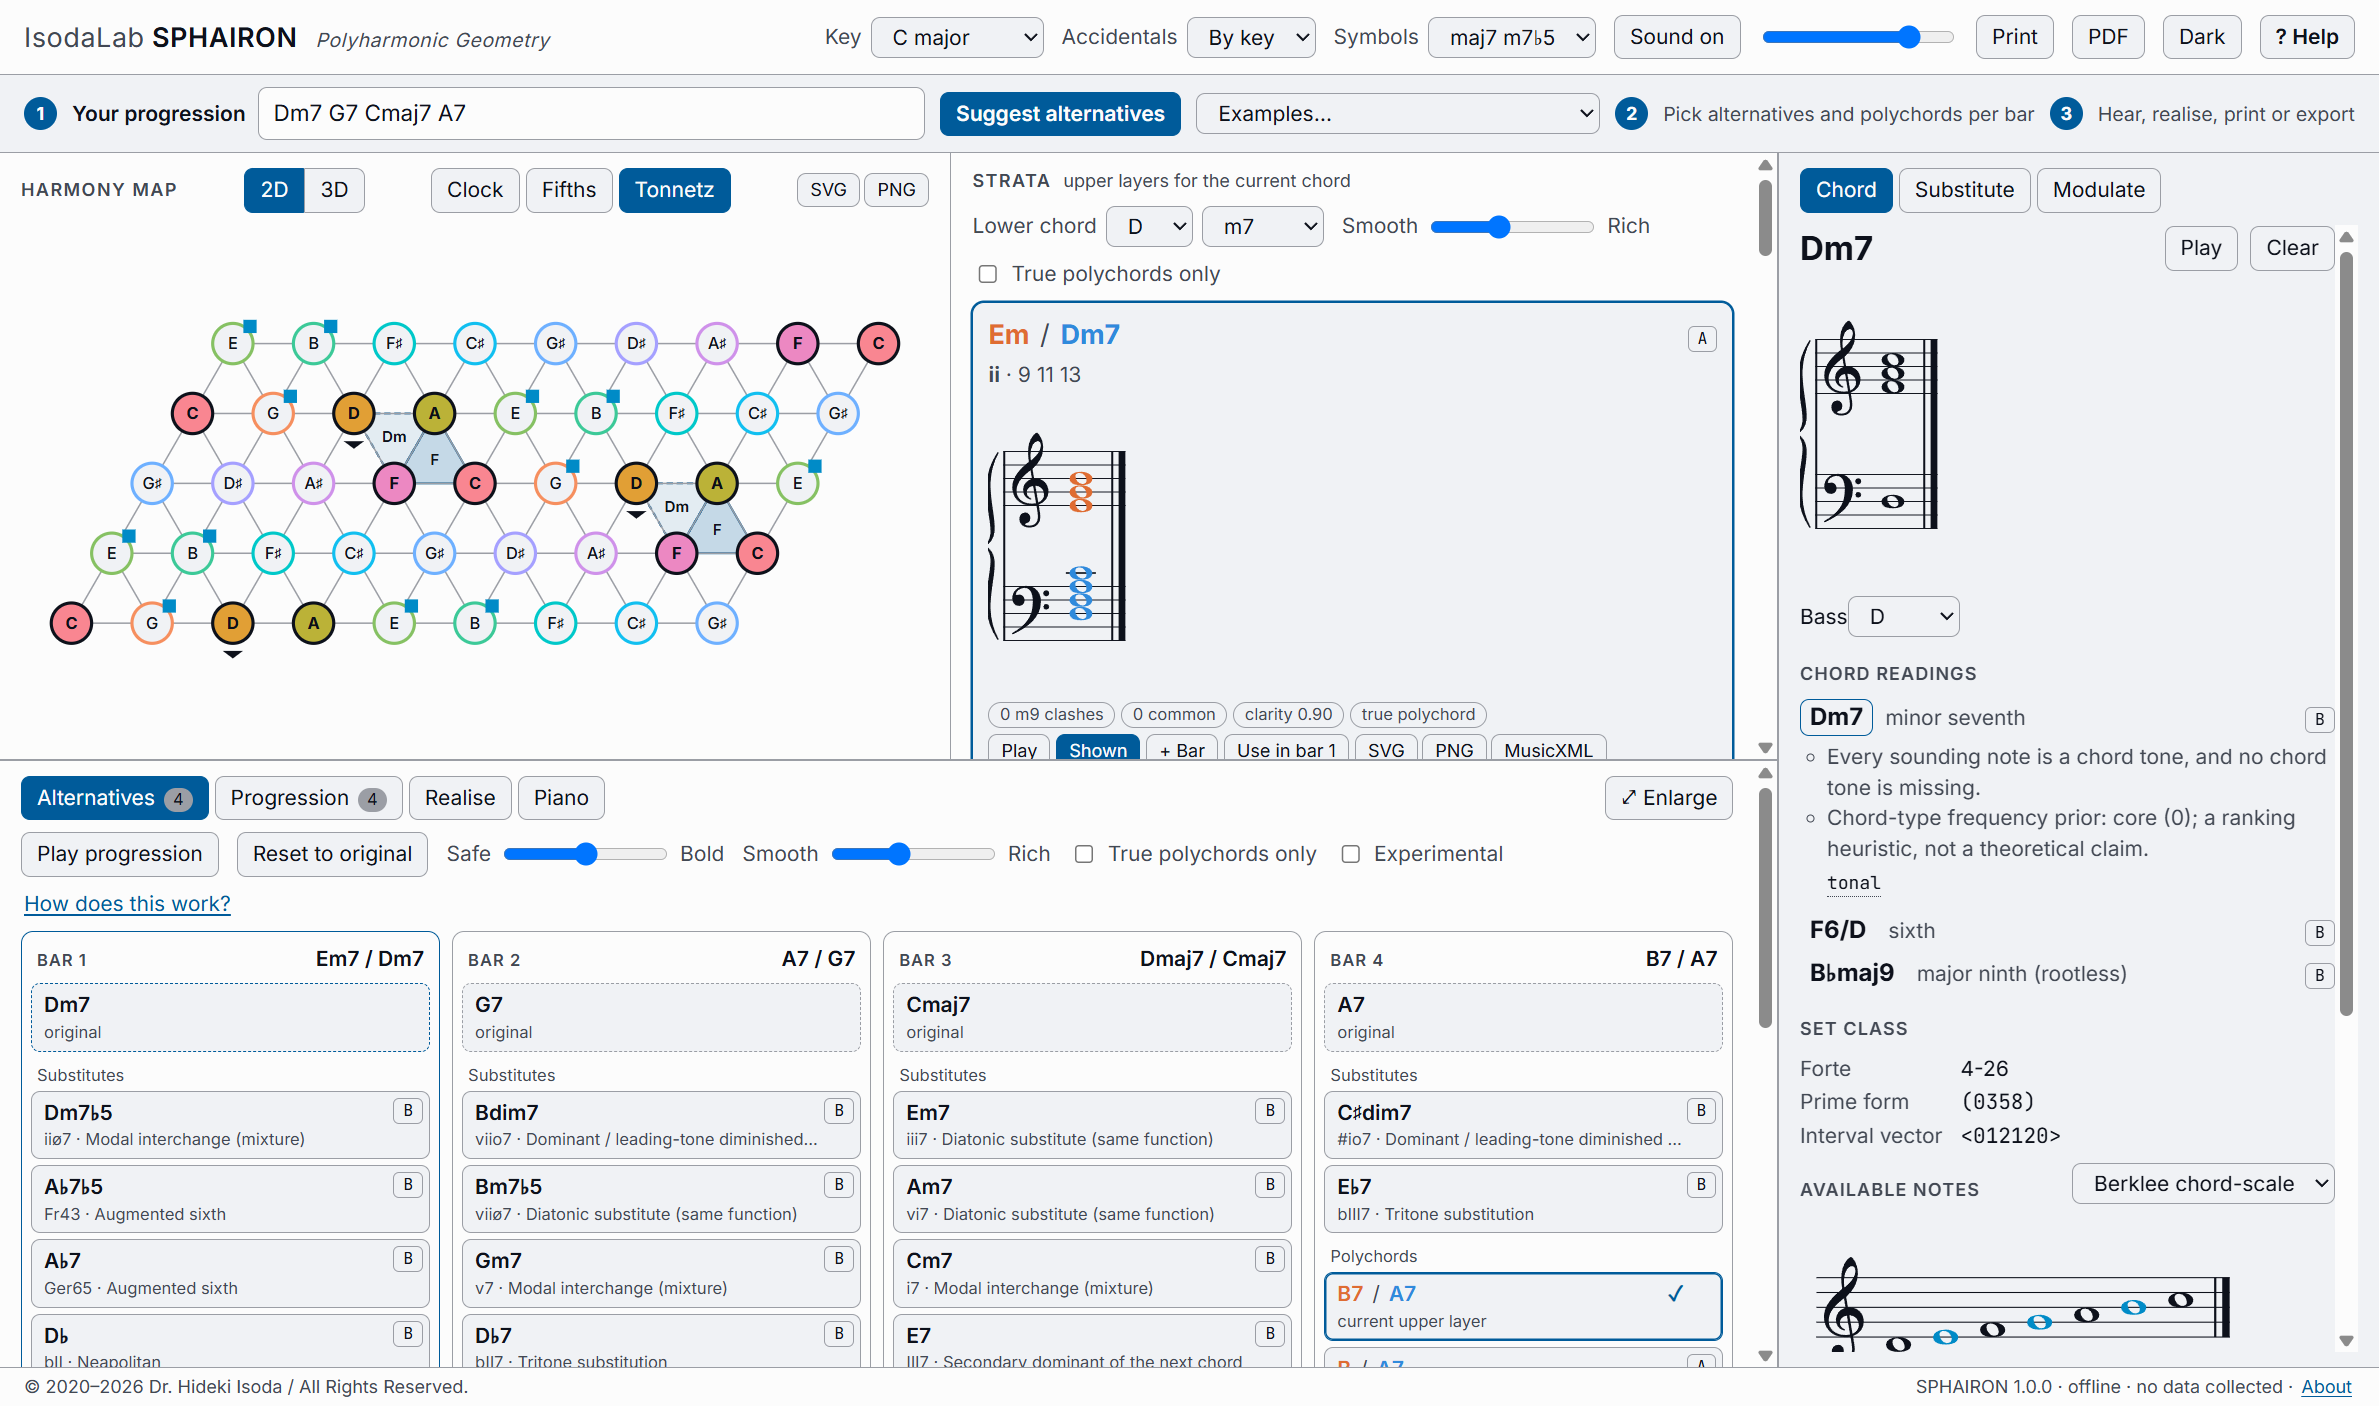 IsodaLab SPHAIRON Polyharmonic Geometry Key C major Accidentals By key Symbols maj7 m7♭5 Sound on Print PDF Dark ? Help
1 Your progression Dm7 G7 Cmaj7 A7 Suggest alternatives Examples... 2 Pick alternatives and polychords per bar 3 Hear, realise, print or export
HARMONY MAP 2D 3D Clock Fifths Tonnetz SVG PNG
E B F♯ C♯ G♯ D♯ A♯ F C
C G D A E B F♯ C♯ G♯
Dm
F
G♯ D♯ A♯ F C G D A E
Dm
F
E B F♯ C♯ G♯ D♯ A♯ F C
C G D A E B F♯ C♯ G♯
STRATA upper layers for the current chord
Lower chord D m7 Smooth Rich
True polychords only
Em / Dm7 A
ii · 9 11 13
0 m9 clashes 0 common clarity 0.90 true polychord
Play Shown + Bar Use in bar 1 SVG PNG MusicXML
Chord Substitute Modulate
Dm7 Play Clear
Bass D
CHORD READINGS
Dm7 minor seventh B
Every sounding note is a chord tone, and no chord
tone is missing.
Chord-type frequency prior: core (0); a ranking
heuristic, not a theoretical claim.
tonal
F6/D sixth B
B♭maj9 major ninth (rootless) B
SET CLASS
Forte 4-26
Prime form (0358)
Interval vector <012120>
AVAILABLE NOTES Berklee chord-scale
Alternatives 4 Progression 4 Realise Piano ⤢ Enlarge
Play progression Reset to original Safe Bold Smooth Rich True polychords only Experimental
How does this work?
BAR 1 Em7 / Dm7
Dm7
original
Substitutes
Dm7♭5 B
iiø7 · Modal interchange (mixture)
A♭7♭5 B
Fr43 · Augmented sixth
A♭7 B
Ger65 · Augmented sixth
D♭ B
bII · Neapolitan
BAR 2 A7 / G7
G7
original
Substitutes
Bdim7 B
viio7 · Dominant / leading-tone diminished...
Bm7♭5 B
viiø7 · Diatonic substitute (same function)
Gm7 B
v7 · Modal interchange (mixture)
D♭7 B
bII7 · Tritone substitution
BAR 3 Dmaj7 / Cmaj7
Cmaj7
original
Substitutes
Em7 B
iii7 · Diatonic substitute (same function)
Am7 B
vi7 · Diatonic substitute (same function)
Cm7 B
i7 · Modal interchange (mixture)
E7 B
III7 · Secondary dominant of the next chord
BAR 4 B7 / A7
A7
original
Substitutes
C♯dim7 B
#io7 · Dominant / leading-tone diminished ...
E♭7 B
bIII7 · Tritone substitution
Polychords
B7 / A7 ✓
current upper layer
B / A7 A
© 2020–2026 Dr. Hideki Isoda / All Rights Reserved. SPHAIRON 1.0.0 · offline · no data collected · About